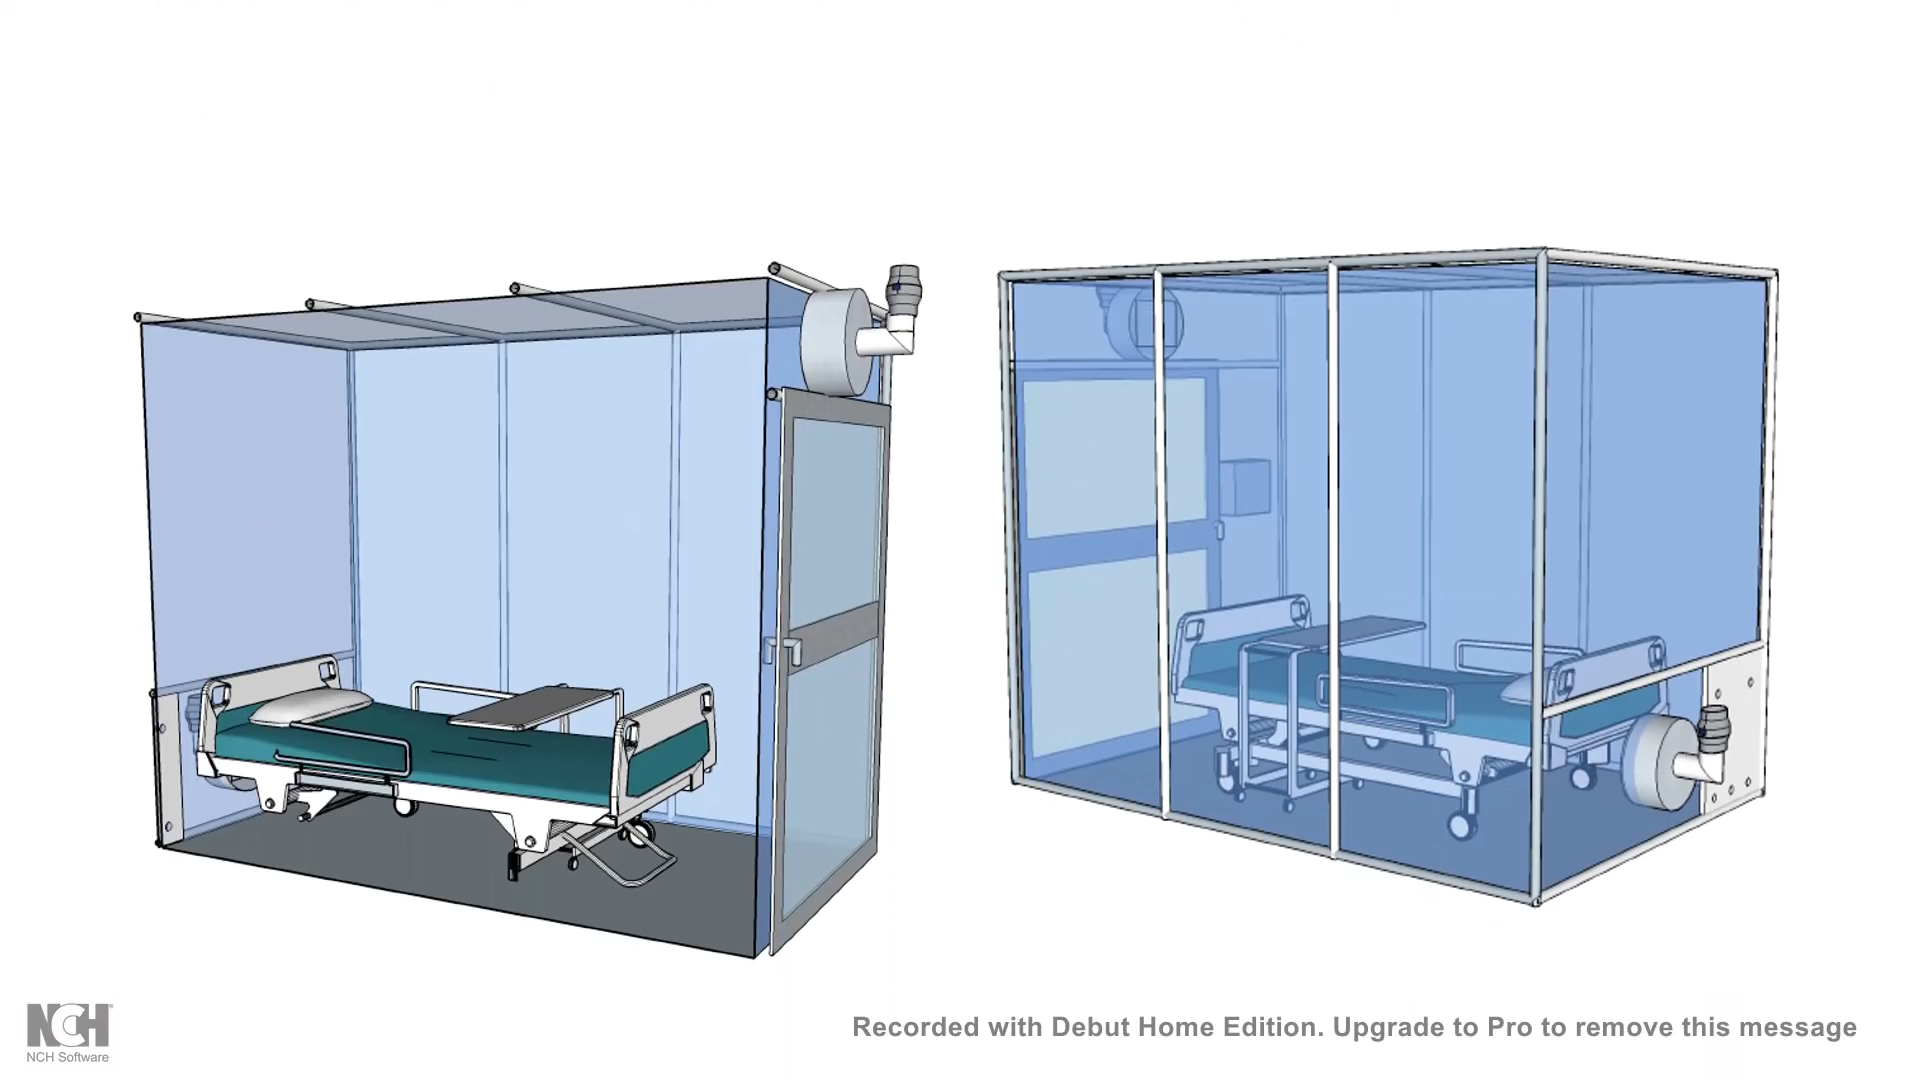 NCH
NCH Software
Recorded with Debut Home Edition. Upgrade to Pro to remove this message